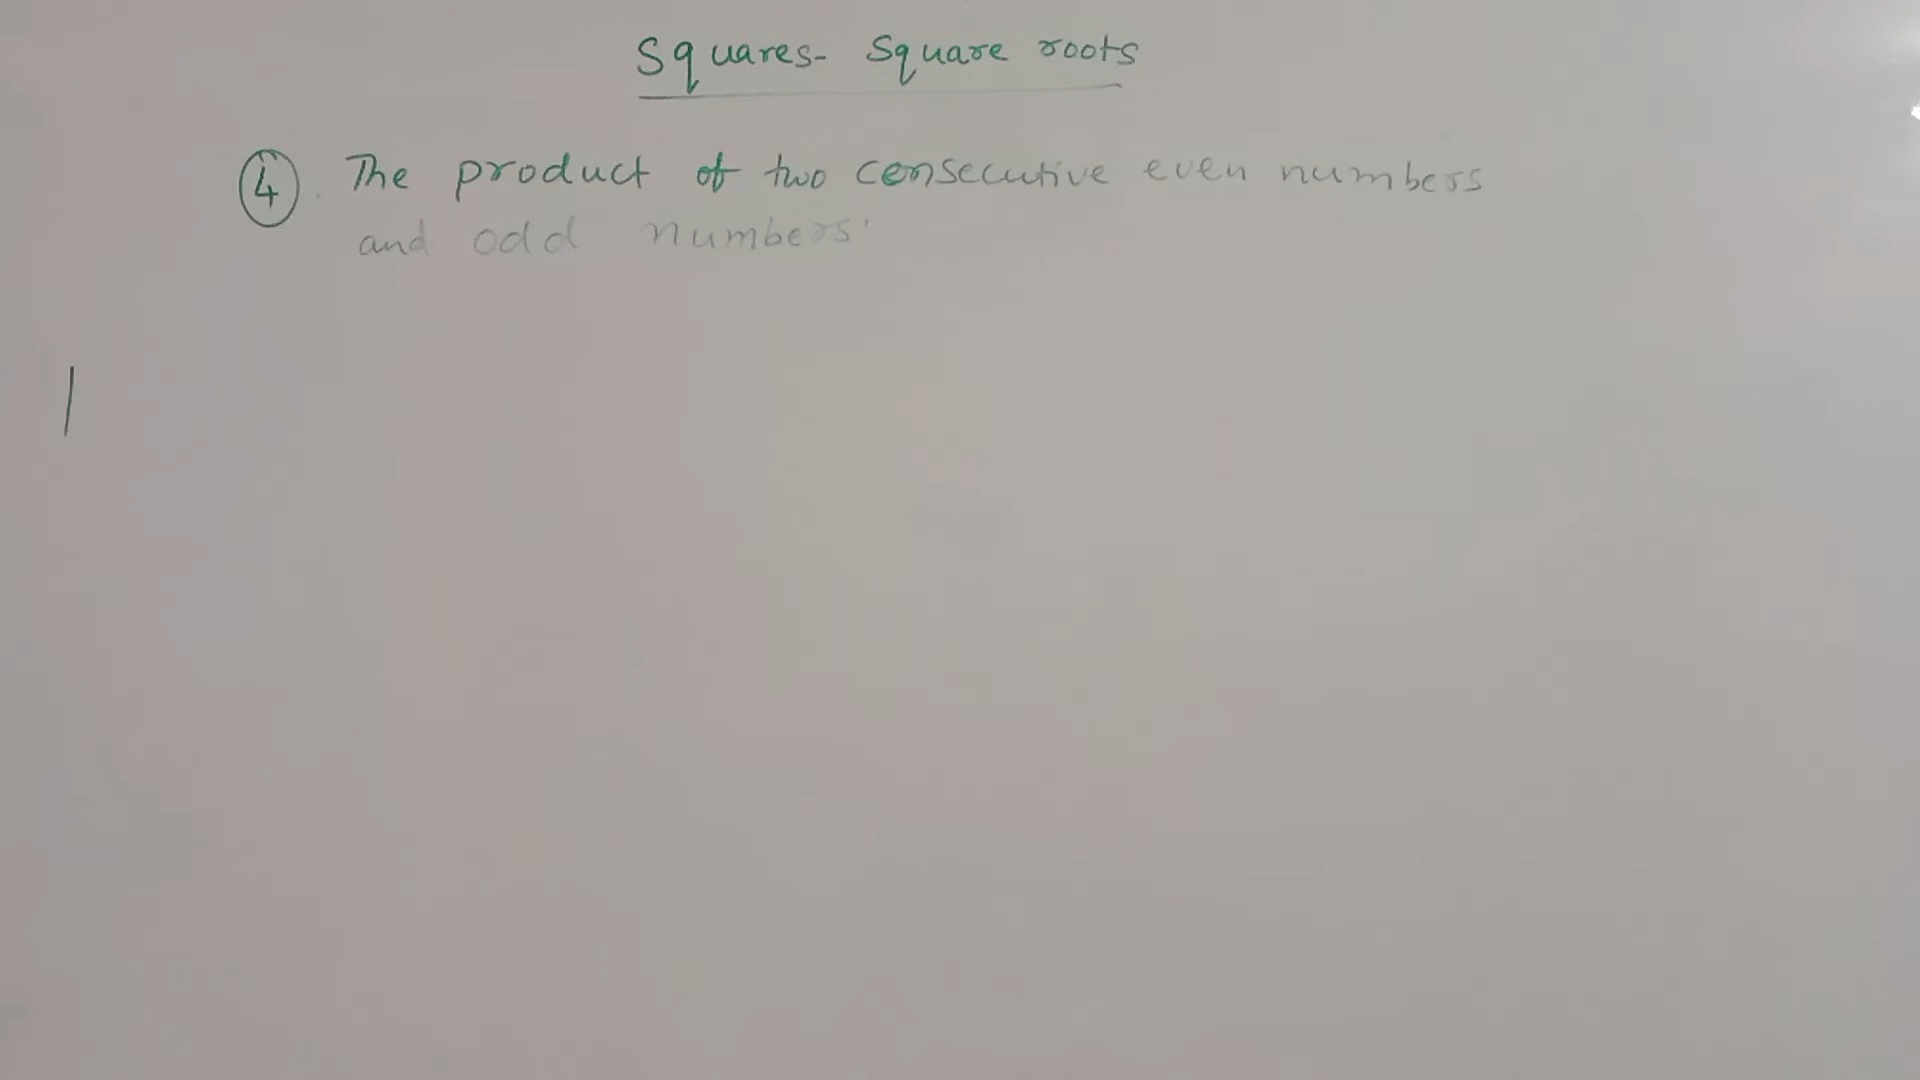 Squares- Square roots
4. The product of two consecutive even numbers
and odd numbers.